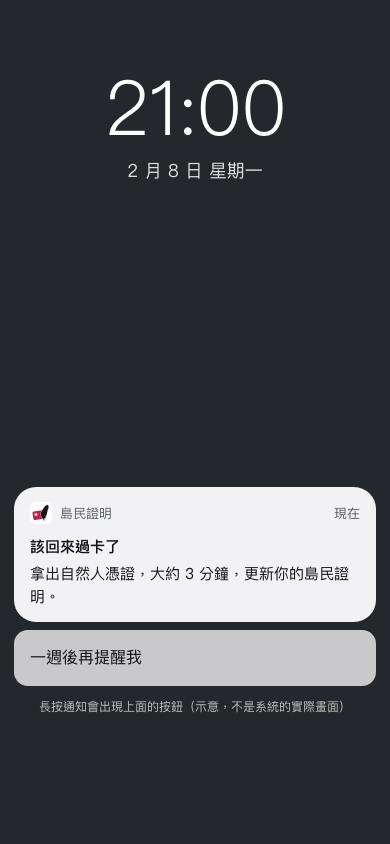 21:00
2 月 8 日 星期一
島民證明
現在
該回來過卡了
拿出自然人憑證，大約 3 分鐘，更新你的島民證
明。
一週後再提醒我
長按通知會出現上面的按鈕（示意，不是系統的實際畫面）